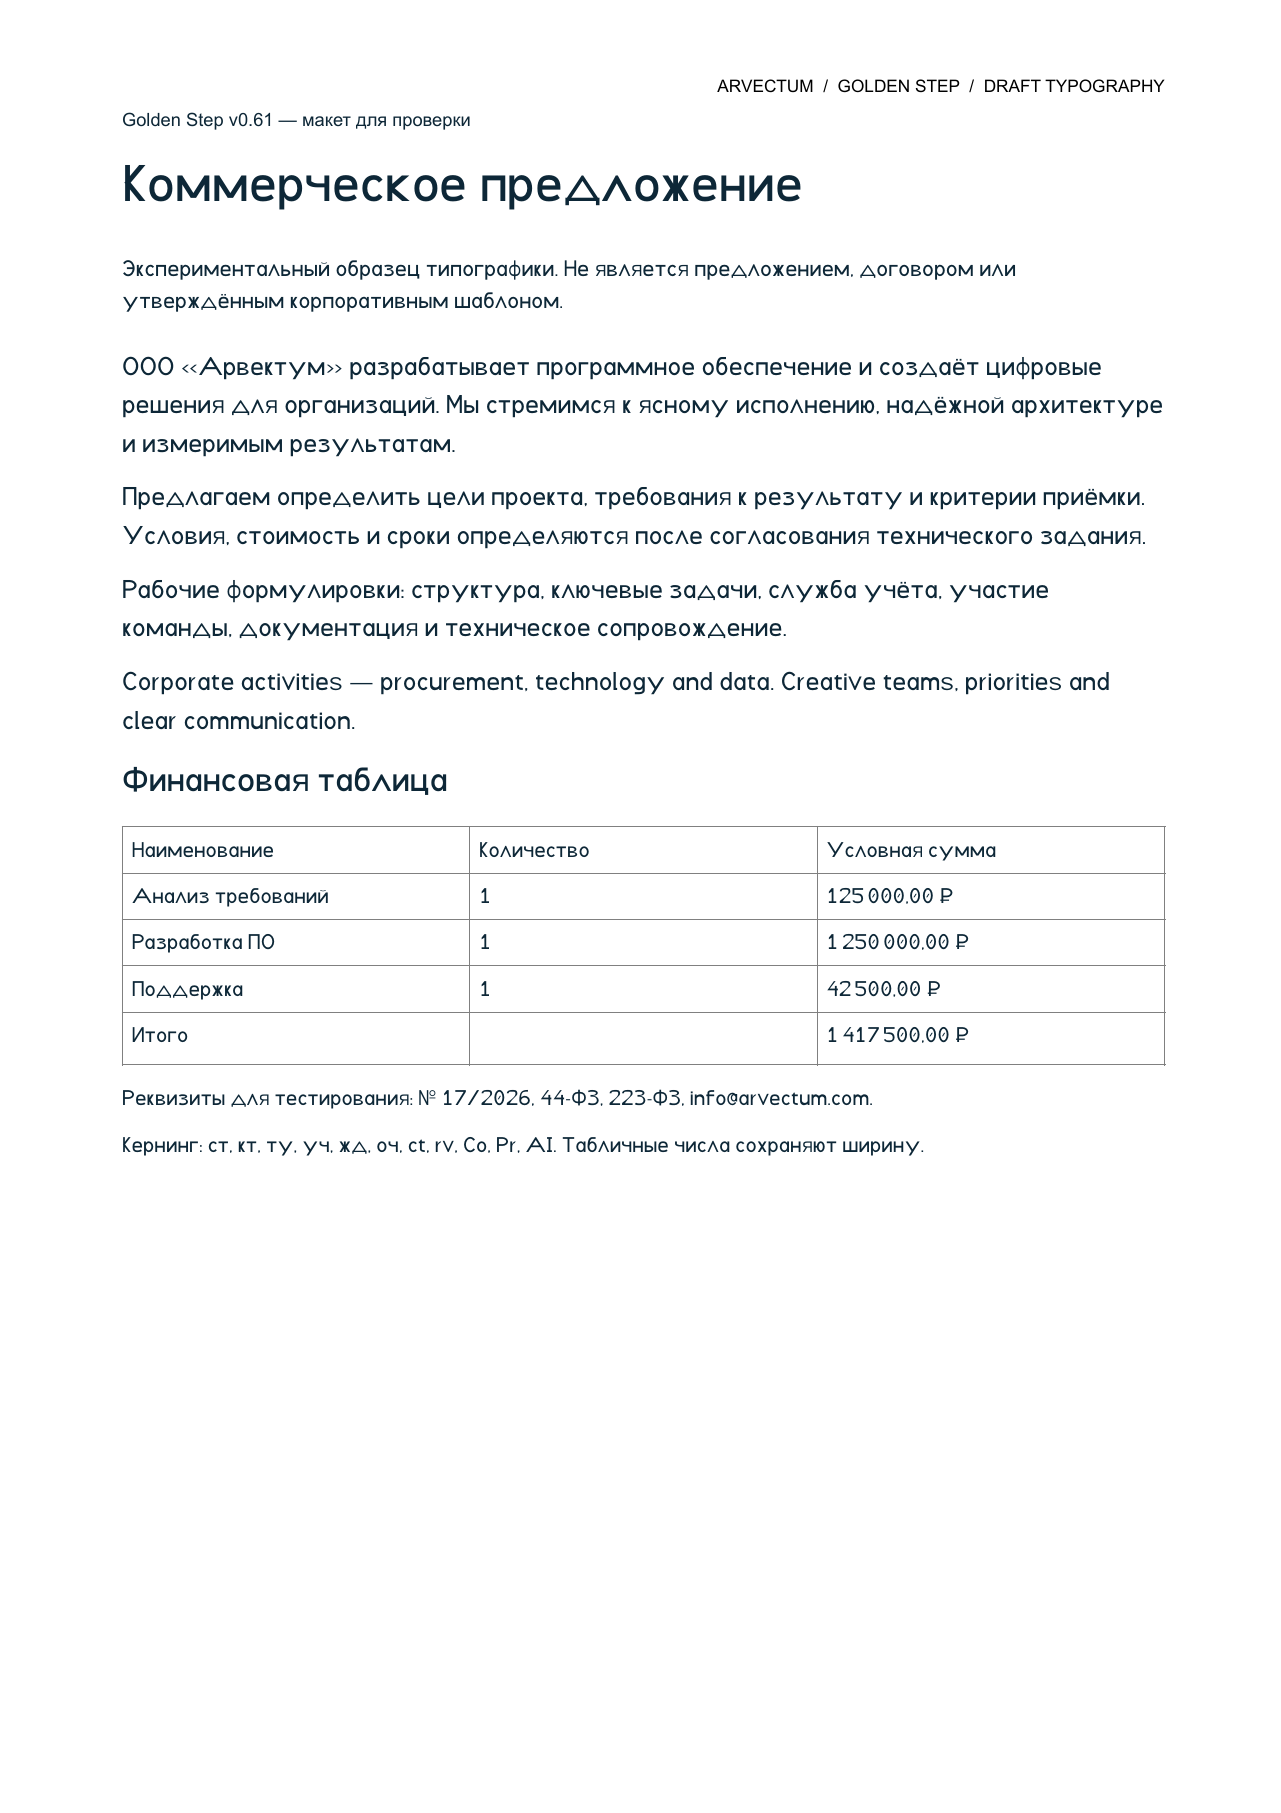 ARVECTUM / GOLDEN STEP / DRAFT TYPOGRAPHY
Golden Step v0.61 — макет для проверки
Коммерческое предложение
Экспериментальный образец типографики. Не является предложением, договором или
утверждённым корпоративным шаблоном.
ООО «Арвектум» разрабатывает программное обеспечение и создаёт цифровые
решения для организаций. Мы стремимся к ясному исполнению, надёжной архитектуре
и измеримым результатам.
Предлагаем определить цели проекта, требования к результату и критерии приёмки.
Условия, стоимость и сроки определяются после согласования технического задания.
Рабочие формулировки: структура, ключевые задачи, служба учёта, участие
команды, документация и техническое сопровождение.
Corporate activities — procurement, technology and data. Creative teams, priorities and
clear communication.
Финансовая таблица
Наименование Количество Условная сумма
Анализ требований 1 125 000,00 ₽
Разработка ПО 1 1 250 000,00 ₽
Поддержка 1 42 500,00 ₽
Итого 1 417 500,00 ₽
Реквизиты для тестирования: № 17/2026, 44-ФЗ, 223-ФЗ, info@arvectum.com.
Кернинг: ст, кт, ту, уч, жд, оч, ct, rv, Co, Pr, AI. Табличные числа сохраняют ширину.